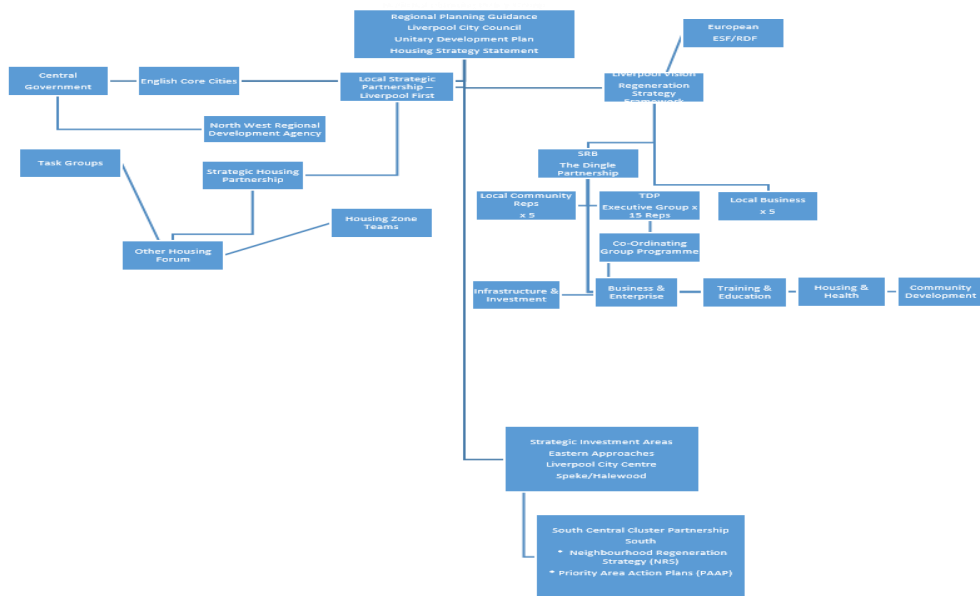 Regional Planning Guidance
Liverpool City Council
Unitary Development Plan
Housing Strategy Statement
European
ESF/RDF
Central
Government
English Core Cities
Local Strategic
Partnership –
Liverpool First
Liverpool Vision
Regeneration
Strategy
Framework
North West Regional
Development Agency
Task Groups
Strategic Housing
Partnership
SRB
The Dingle
Partnership
Local Community
Reps
x 5
TDP
Executive Group x
15 Reps
Local Business
x 5
Housing Zone
Teams
Other Housing
Forum
Co-Ordinating
Group Programme
Infrastructure &
Investment
Business &
Enterprise
Training &
Education
Housing &
Health
Community
Development
Strategic Investment Areas
Eastern Approaches
Liverpool City Centre
Speke/Halewood
South Central Cluster Partnership
South
* Neighbourhood Regeneration
Strategy (NRS)
* Priority Area Action Plans (PAAP)